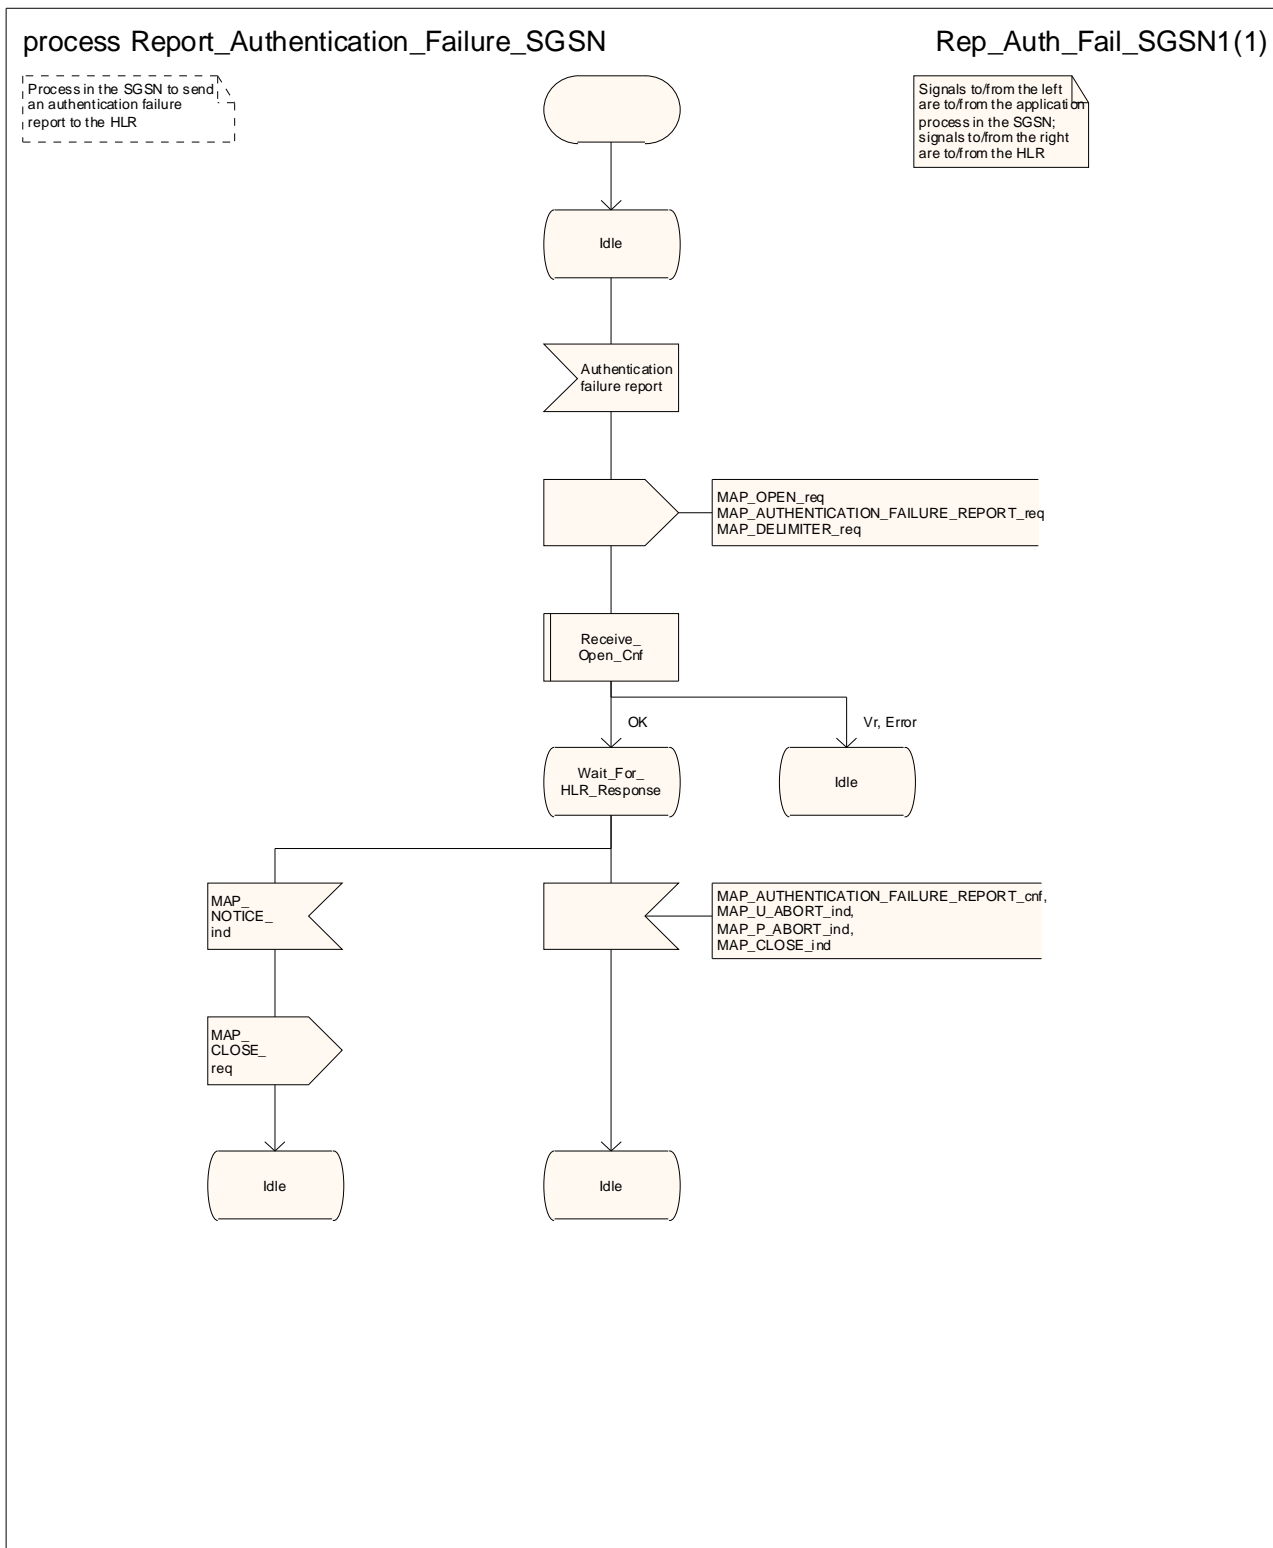 process Report_Authentication_Failure_SGSN
Rep_Auth_Fail_SGSN1(1)
Process in the SGSN to send
an authentication failure
report to the HLR
Signals to/from the left
are to/from the application
process in the SGSN;
signals to/from the right
are to/from the HLR
Idle
Authentication
failure report
MAP_OPEN_req
MAP_AUTHENTICATION_FAILURE_REPORT_req
MAP_DELIMITER_req
Receive_
Open_Cnf
OK
Vr, Error
Wait_For_
HLR_Response
Idle
MAP_
NOTICE_
ind
MAP_AUTHENTICATION_FAILURE_REPORT_cnf,
MAP_U_ABORT_ind,
MAP_P_ABORT_ind,
MAP_CLOSE_ind
MAP_
CLOSE_
req
Idle
Idle